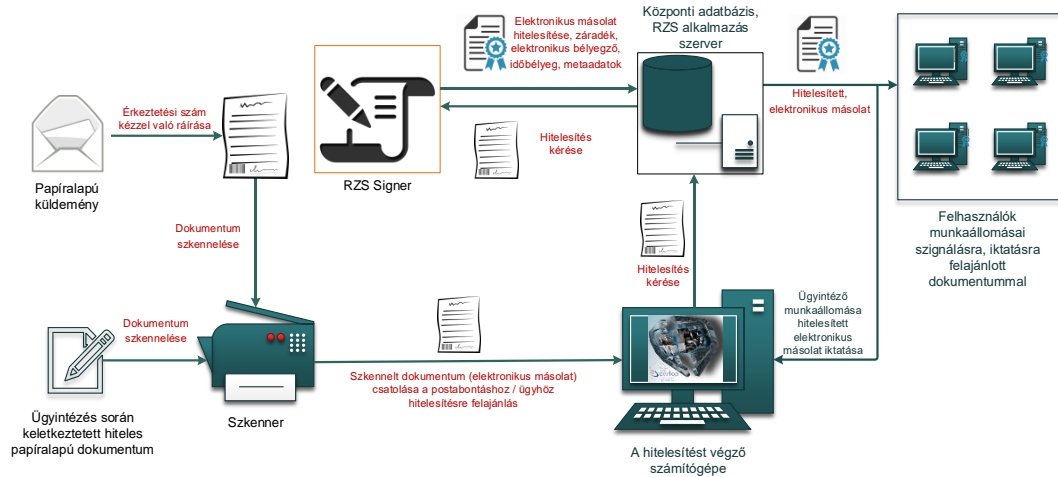 Központi adatbázis,
RZS alkalmazás
szerver
Elektronikus másolat
hitelesítése, záradék,
elektronikus bélyegző,
időbélyeg, metaadatok
Hitelesített,
elektronikus másolat
Érkeztetési szám
kézzel való ráírása
Hitelesítés
kérése
Papíralapú
küldemény
RZS Signer
Felhasználók
munkaállomásai
szignálásra, iktatásra
felajánlott
dokumentummal
Dokumentum
szkennelése
Hitelesítés
kérése
Ügyintéző
munkaállomása
hitelesített
elektronikus
másolat iktatása
Dokumentum
szkennelése
Szkennelt dokumentum (elektronikus másolat)
csatolása a postabontáshoz / ügyhöz
hitelesítésre felajánlás
Ügyintézés során
keletkeztetett hiteles
papíralapú dokumentum
Szkenner
A hitelesítést végző
számítógépe